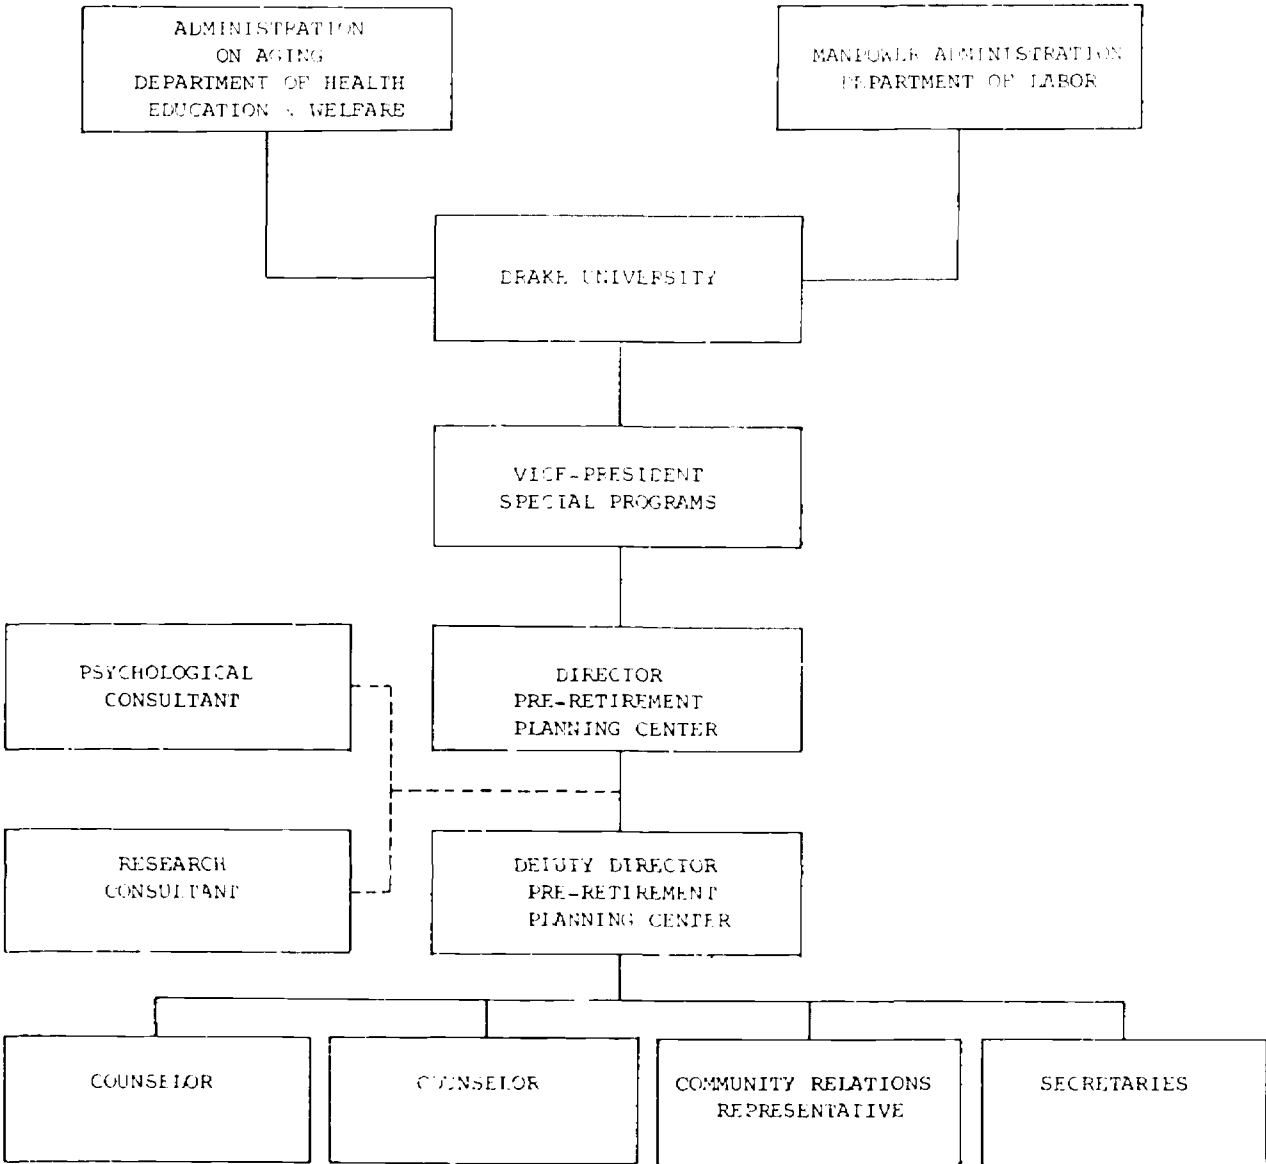 ADMINISTRATION
ON AGING
DEPARTMENT OF HEALTH
EDUCATION & WELFARE
MANPOWER ADMINISTRATION
DEPARTMENT OF LABOR
DRAKE UNIVERSITY
VICE-PRESIDENT
SPECIAL PROGRAMS
PSYCHOLOGICAL
CONSULTANT
DIRECTOR
PRE-RETIREMENT
PLANNING CENTER
RESEARCH
CONSULTANT
DEPUTY DIRECTOR
PRE-RETIREMENT
PLANNING CENTER
COUNSELOR
COUNSELOR
COMMUNITY RELATIONS
REPRESENTATIVE
SECRETARIES